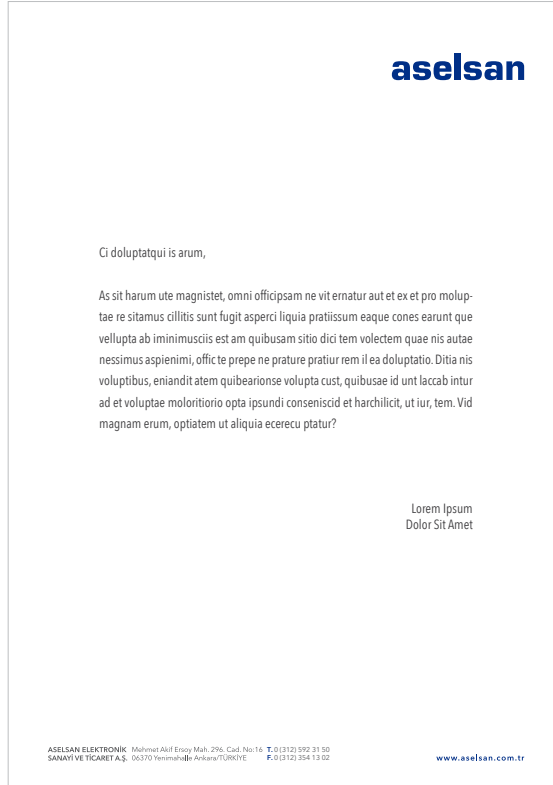 aselsan
Ci doluptatqui is arum,
As sit harum ute magnistet, omni officipsam ne vit ernatur aut et ex et pro molup-
tae re sitamus cillitis sunt fugit asperci liquia pratiissum eaque cones earunt que
vellupta ab iminimusciis est am quibusam sitio dici tem volectem quae nis autae
nessimus aspienimi, offic te prepe ne prature pratiur rem il ea doluptatio. Ditia nis
voluptibus, eniandit atem quibearionse volupta cust, quibusae id unt laccab intur
ad et voluptae moloritiorio opta ipsundi conseniscid et harchilicit, ut iur, tem. Vid
magnam erum, optiatem ut aliquia ecerecu ptatur?
Lorem Ipsum
Dolor Sit Amet
ASELSAN ELEKTRONİK Mehmet Akif Ersoy Mah. 296. Cad. No:16 T. 0 (312) 592 31 50
SANAYİ VE TİCARET A.Ş. 06370 Yenimahalle Ankara/TÜRKİYE F. 0 (312) 354 13 02
www.aselsan.com.tr